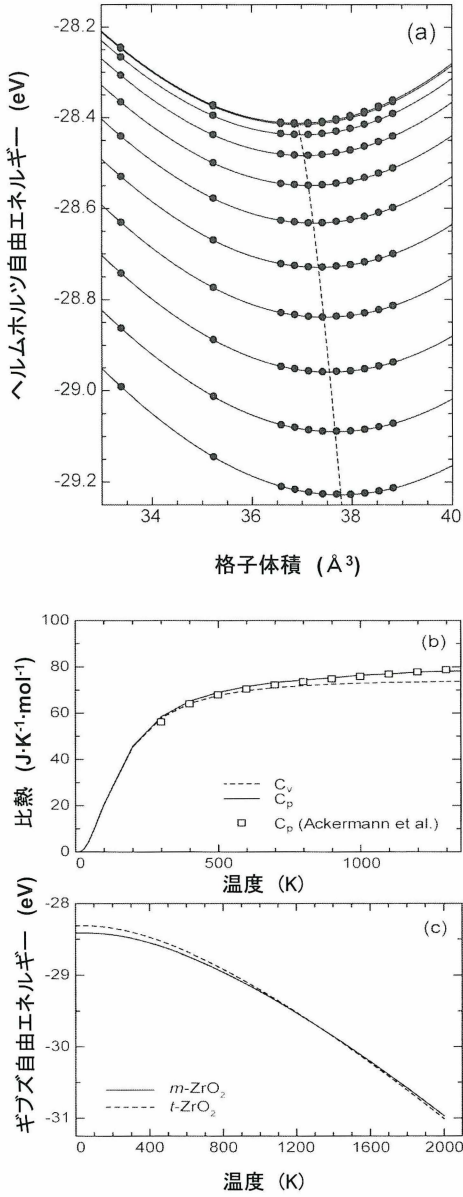 (a)
ヘルムホルツ自由エネルギー (eV)
-28.2
-28.4
-28.6
-28.8
-29.0
-29.2
34
36
38
40
格子体積 (Å³)
(b)
比熱 (J·K⁻¹·mol⁻¹)
100
80
60
40
20
0
0
500
1000
Cᵥ
Cₚ
Cₚ (Ackermann et al.)
温度 (K)
(c)
ギブズ自由エネルギー (eV)
-28
-29
-30
-31
m-ZrO₂
t-ZrO₂
0
400
800
1200
1600
2000
温度 (K)